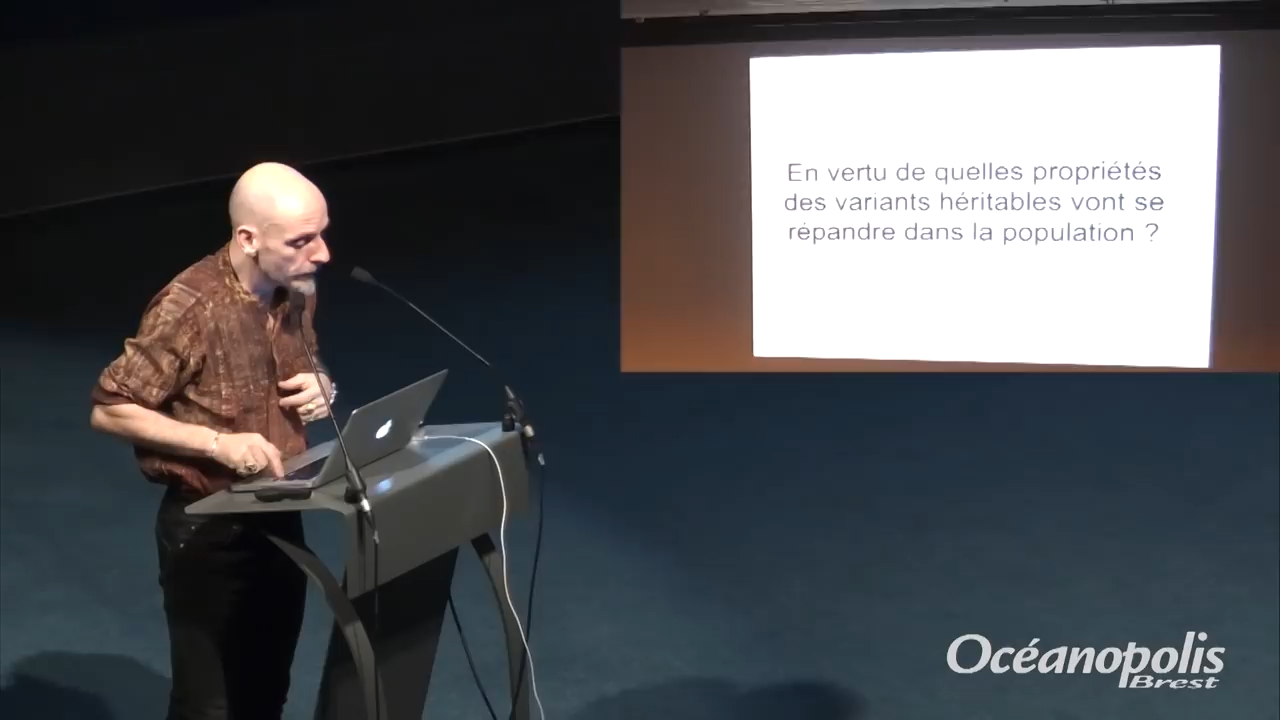 En vertu de quelles propriétés
des variants héritables vont se
répandre dans la population ?
Océanopolis
Brest